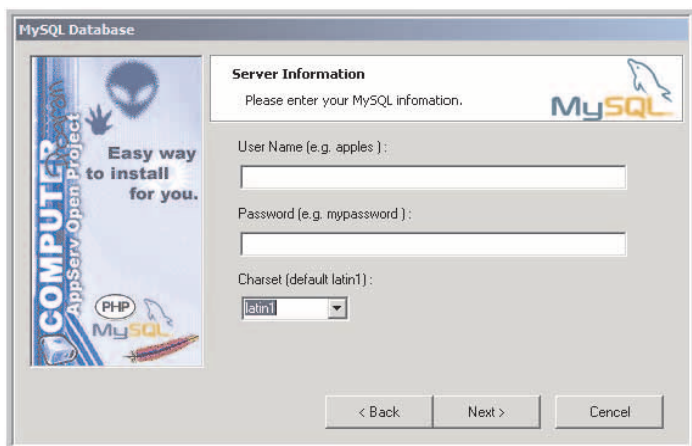 MySQL Database
Server Information
Please enter your MySQL infomation.
MySQL
User Name (e.g. apples ) :
Password (e.g. mypassword ) :
Charset (default latin1) :
latin1
Easy way
to install
for you.
COMPUTER
AppServ Open Project
PHP
MySQL
< Back
Next >
Cencel